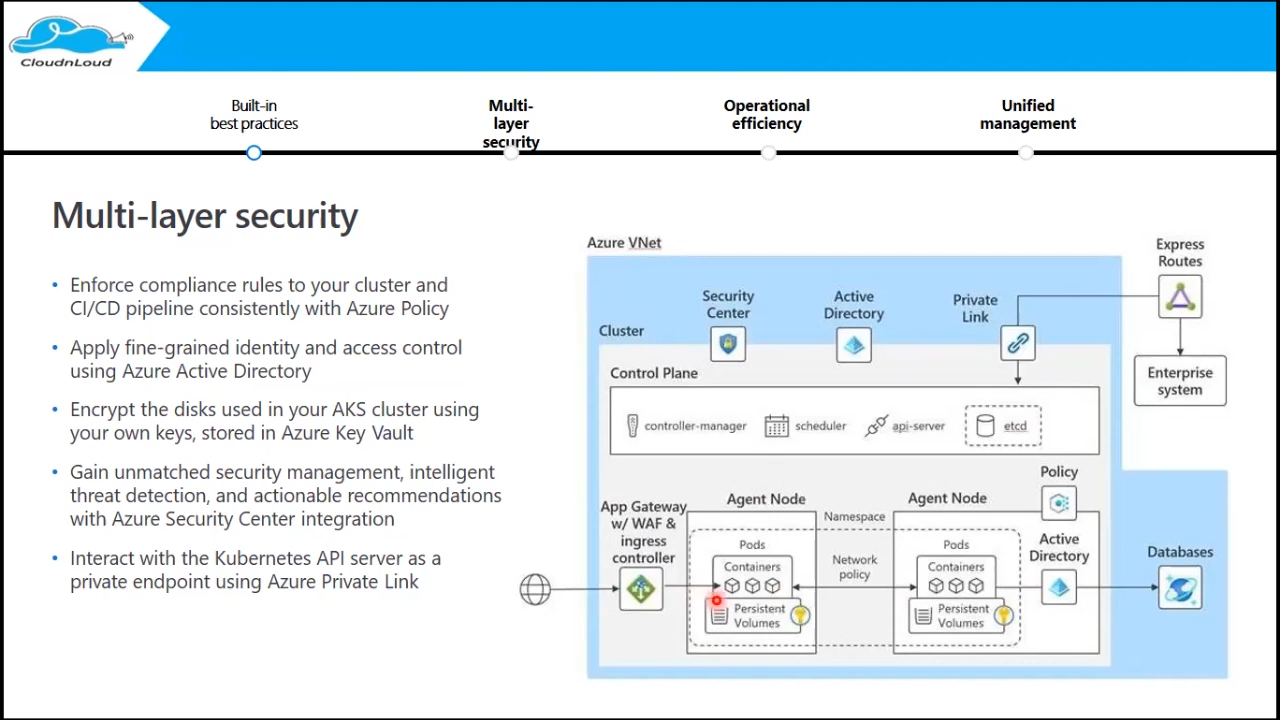 CloudnLoud
Built-in
best practices
Multi-
layer
security
Operational
efficiency
Unified
management
Multi-layer security
• Enforce compliance rules to your cluster and
CI/CD pipeline consistently with Azure Policy
• Apply fine-grained identity and access control
using Azure Active Directory
• Encrypt the disks used in your AKS cluster using
your own keys, stored in Azure Key Vault
• Gain unmatched security management, intelligent
threat detection, and actionable recommendations
with Azure Security Center integration
• Interact with the Kubernetes API server as a
private endpoint using Azure Private Link
Azure VNet
Express
Routes
Security
Center
Active
Directory
Private
Link
Cluster
Enterprise
system
Control Plane
controller-manager
scheduler
api-server
etcd
Policy
App Gateway
w/ WAF &
ingress
controller
Agent Node
Namespace
Agent Node
Pods
Containers
Persistent
Volumes
Network
policy
Pods
Containers
Persistent
Volumes
Active
Directory
Databases